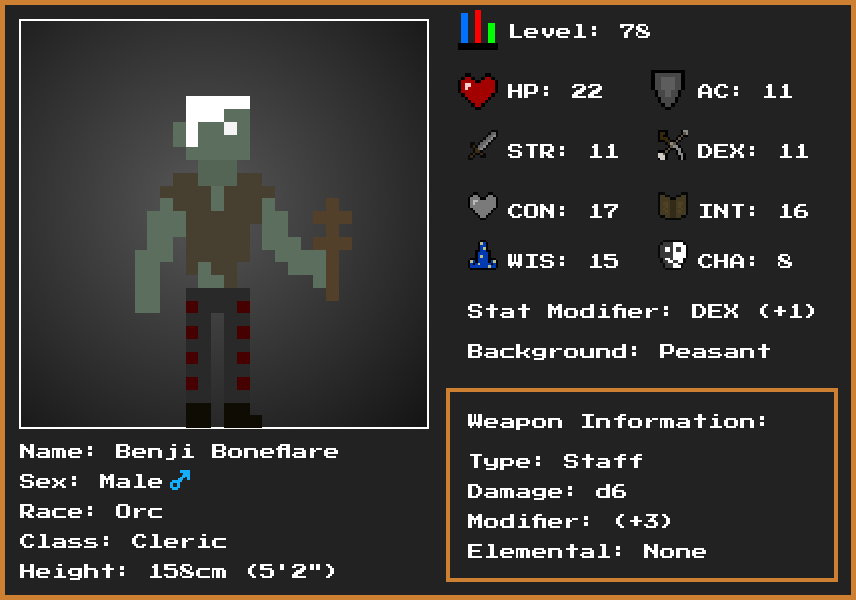 Level: 78
HP: 22
AC: 11
STR: 11
DEX: 11
CON: 17
INT: 16
WIS: 15
CHA: 8
Stat Modifier: DEX (+1)
Background: Peasant
Weapon Information:
Type: Staff
Damage: d6
Modifier: (+3)
Elemental: None
Name: Benji Boneflare
Sex: Male ♂
Race: Orc
Class: Cleric
Height: 158cm (5'2")